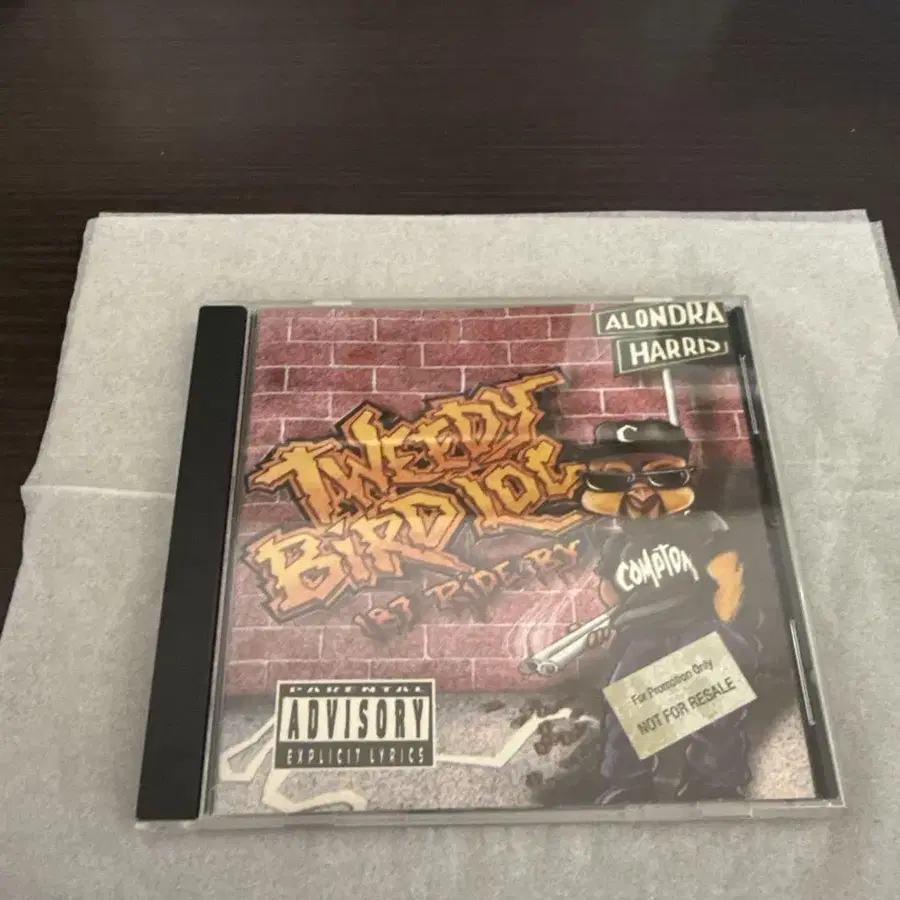 ALONDRA
HARRIS
TWEEDY
BIRD LOC
187 RIDE BY
C
COMPTON
For Promotion Only
NOT FOR RESALE
PARENTAL
ADVISORY
EXPLICIT LYRICS